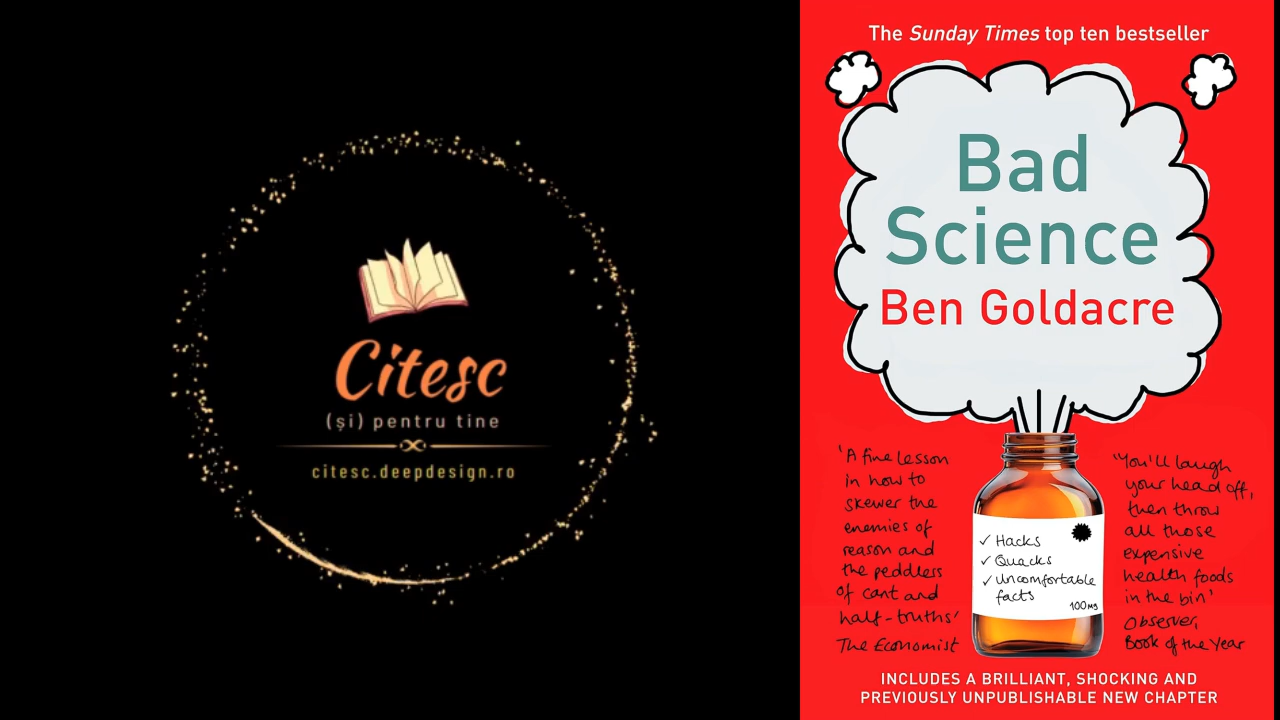 Citesc
(și) pentru tine
citesc.deepdesign.ro
The Sunday Times top ten bestseller
Bad
Science
Ben Goldacre
'A fine lesson
in how to
skewer the
enemies of
reason and
the peddlers
of cant and
half-truths'
The Economist
✓ Hacks
✓ Quacks
✓ Uncomfortable
facts
100mg
'You'll laugh
your head off,
then throw
all those
expensive
health foods
in the bin'
Observer,
Book of the Year
INCLUDES A BRILLIANT, SHOCKING AND
PREVIOUSLY UNPUBLISHABLE NEW CHAPTER